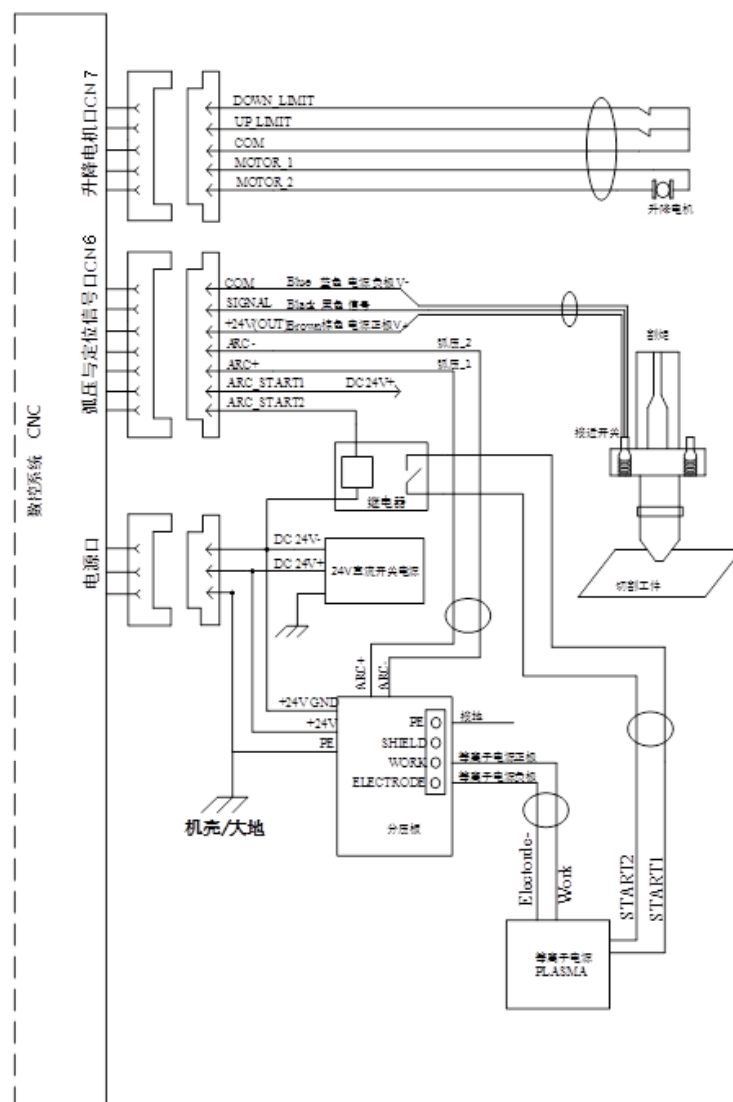 数控系统 CNC
升降电机口CN7
DOWN_LIMIT
UP_LIMIT
COM
MOTOR_1
MOTOR_2
升降电机
弧压与定位信号口CN6
COM Blue 蓝色 电源负极V-
SIGNAL Black 黑色 信号
+24V(OUT) Brown棕色 电源正极V+
ARC- 弧压_2
ARC+ 弧压_1
ARC_START1 DC 24V+
ARC_START2
割炬
接近开关
继电器
切割工件
电源口
DC 24V-
DC 24V+
24V直流开关电源
ARC+
ARC-
+24V GND
+24V
PE
PE 接地
SHIELD
WORK 等离子电源正极
ELECTRODE 等离子电源负极
分压板
机壳/大地
Electorde-
Work
START2
START1
等离子电源
PLASMA